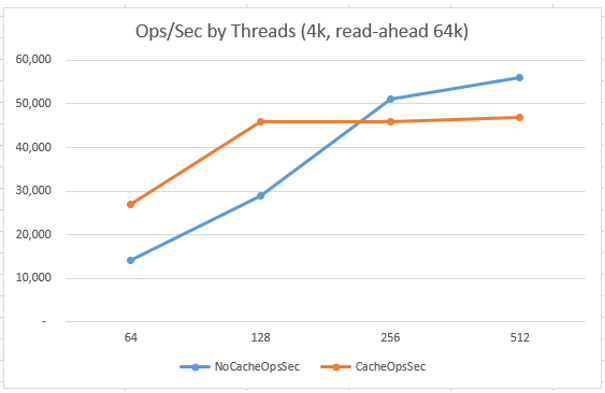 Ops/Sec by Threads (4k, read-ahead 64k)
60,000
50,000
40,000
30,000
20,000
10,000
-
64 128 256 512
NoCacheOpsSec CacheOpsSec